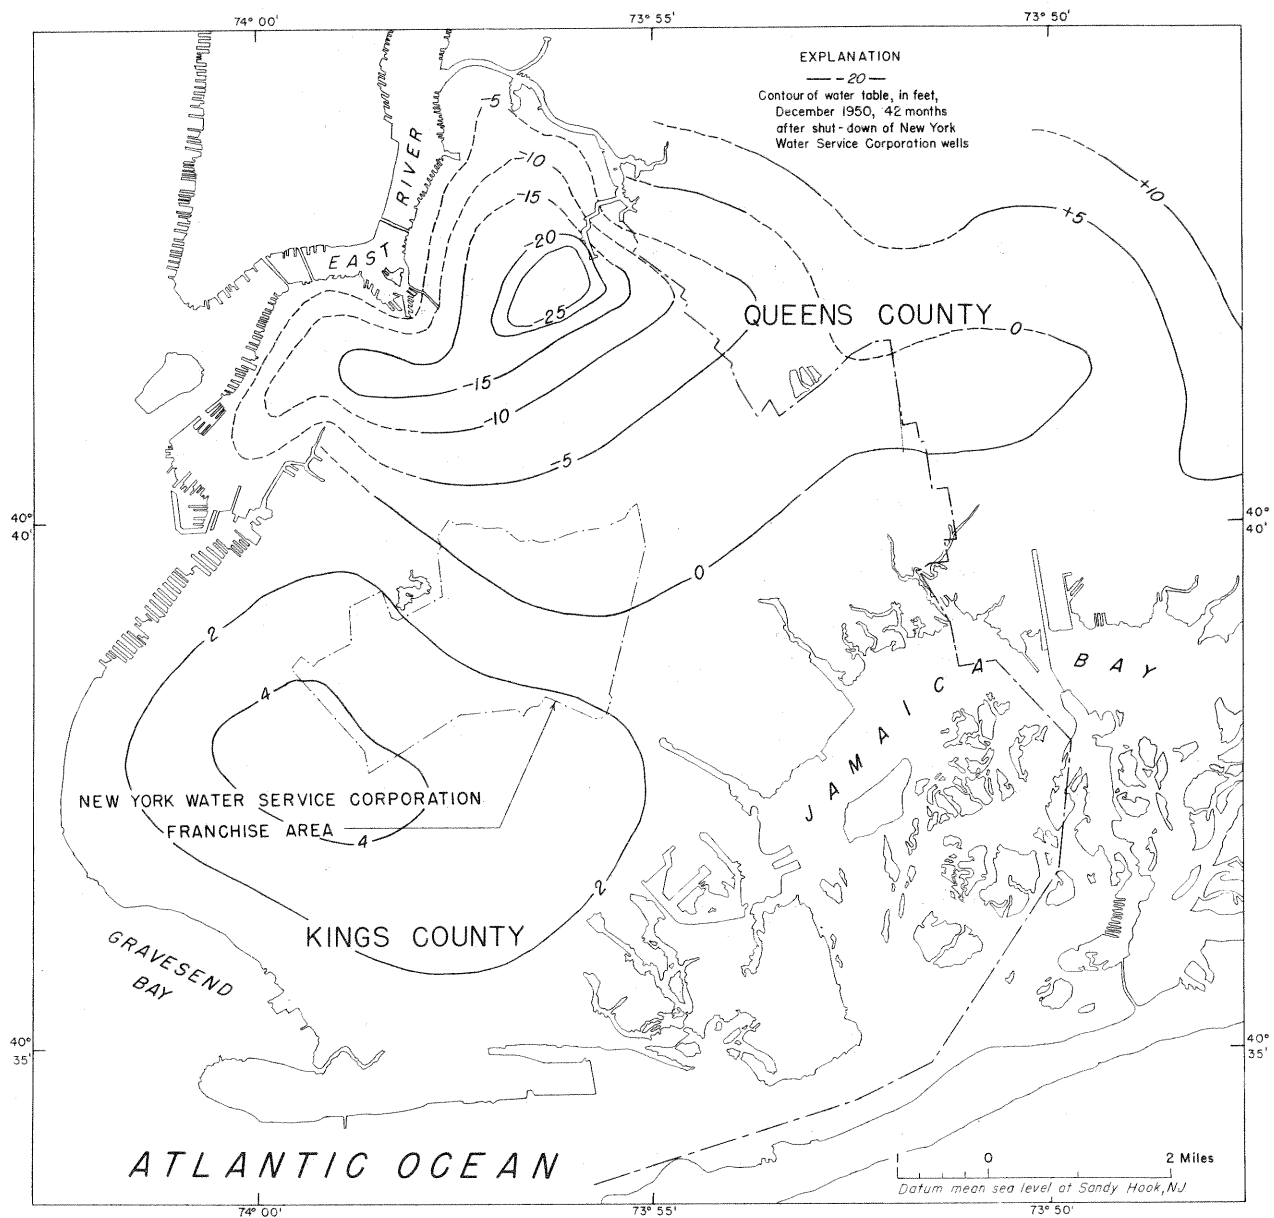 74° 00'
73° 55'
73° 50'
EXPLANATION
-20
Contour of water table, in feet,
December 1950, 42 months
after shut-down of New York
Water Service Corporation wells
-5
-10
-15
-20
-25
-15
-10
-5
+10
+5
0
0
EAST RIVER
QUEENS COUNTY
40°
40'
40°
40'
2
4
4
2
NEW YORK WATER SERVICE CORPORATION
FRANCHISE AREA
JAMAICA BAY
KINGS COUNTY
GRAVESEND
BAY
40°
35'
40°
35'
ATLANTIC OCEAN
1 0 2 Miles
Datum mean sea level at Sandy Hook, NJ.
74° 00'
73° 55'
73° 50'